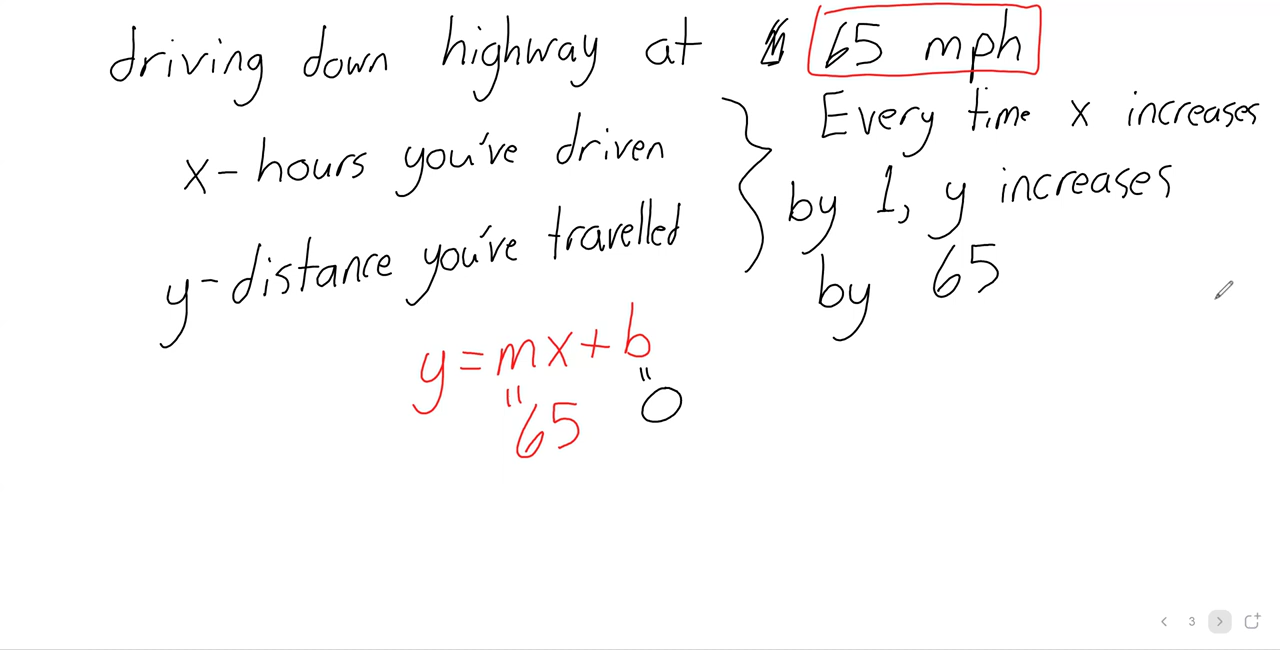 driving down highway at 65 mph
x - hours you've driven
y - distance you've travelled
Every time x increases
by 1, y increases
by 65
y = mx + b
" "
65 0
3